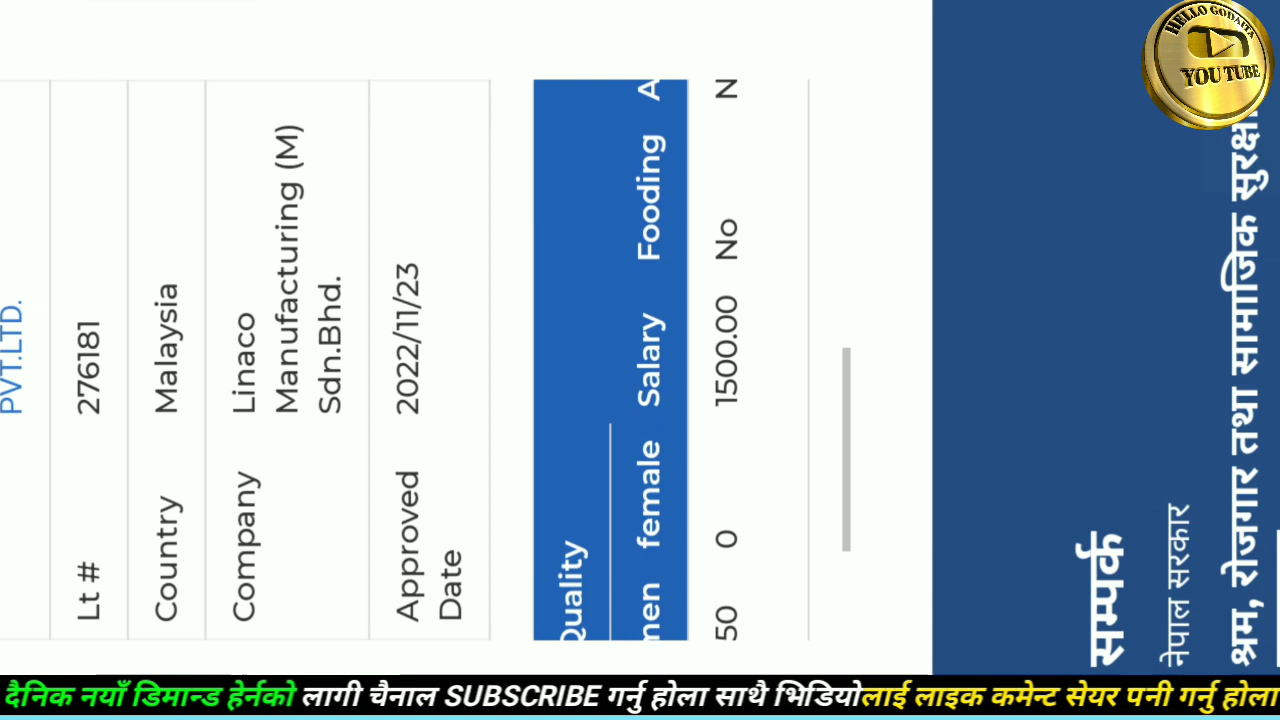 HELLO GODAITA
YOU TUBE
PVT.LTD.
Lt # 276181
Country Malaysia
Company Linaco
Manufacturing (M)
Sdn.Bhd.
Approved 2022/11/23
Date
Quality
men female Salary Fooding A
50 0 1500.00 No N
सम्पर्क
नेपाल सरकार
श्रम, रोजगार तथा सामाजिक सुरक्षा
दैनिक नयाँ डिमान्ड हेर्नको लागी चैनाल SUBSCRIBE गर्नु होला साथै भिडियोलाई लाइक कमेन्ट सेयर पनी गर्नु होला